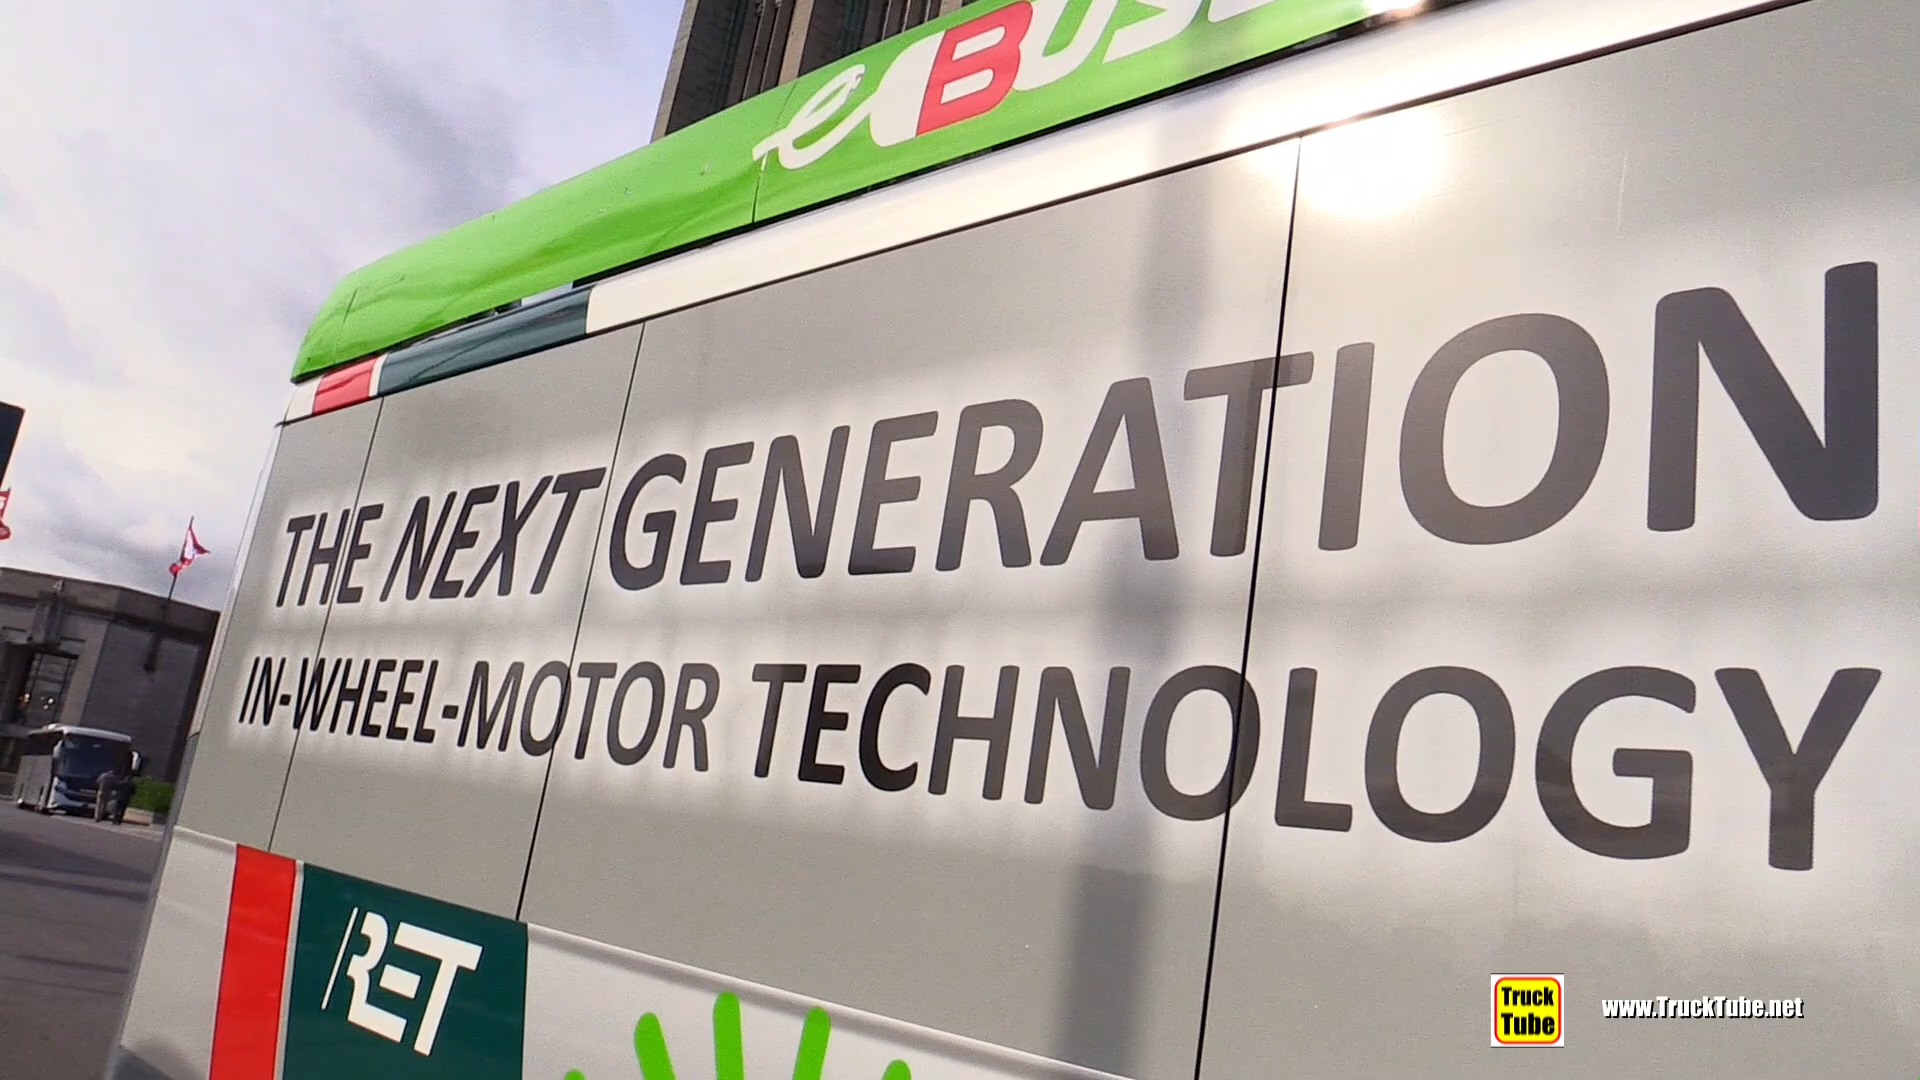 eBus
THE NEXT GENERATION
IN-WHEEL-MOTOR TECHNOLOGY
RET
Truck
Tube
www.TruckTube.net